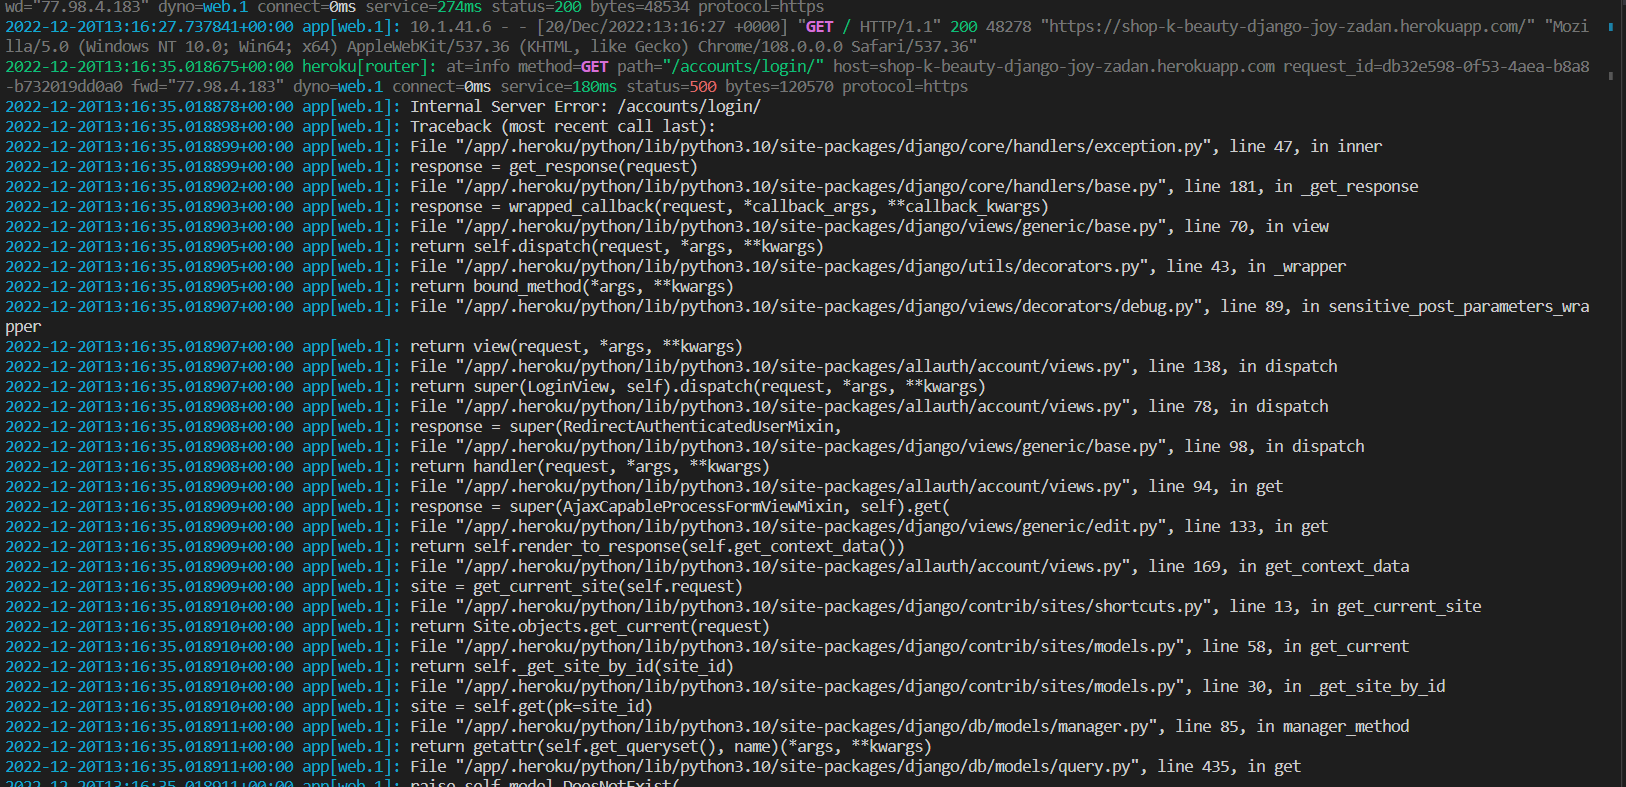 wd="77.98.4.183" dyno=web.1 connect=0ms service=274ms status=200 bytes=48534 protocol=https
2022-12-20T13:16:27.737841+00:00 app[web.1]: 10.1.41.6 - - [20/Dec/2022:13:16:27 +0000] "GET / HTTP/1.1" 200 48278 "https://shop-k-beauty-django-joy-zadan.herokuapp.com/" "Mozi
lla/5.0 (Windows NT 10.0; Win64; x64) AppleWebKit/537.36 (KHTML, like Gecko) Chrome/108.0.0.0 Safari/537.36"
2022-12-20T13:16:35.018675+00:00 heroku[router]: at=info method=GET path="/accounts/login/" host=shop-k-beauty-django-joy-zadan.herokuapp.com request_id=db32e598-0f53-4aea-b8a8
-b732019dd0a0 fwd="77.98.4.183" dyno=web.1 connect=0ms service=180ms status=500 bytes=120570 protocol=https
2022-12-20T13:16:35.018878+00:00 app[web.1]: Internal Server Error: /accounts/login/
2022-12-20T13:16:35.018898+00:00 app[web.1]: Traceback (most recent call last):
2022-12-20T13:16:35.018899+00:00 app[web.1]: File "/app/.heroku/python/lib/python3.10/site-packages/django/core/handlers/exception.py", line 47, in inner
2022-12-20T13:16:35.018899+00:00 app[web.1]: response = get_response(request)
2022-12-20T13:16:35.018902+00:00 app[web.1]: File "/app/.heroku/python/lib/python3.10/site-packages/django/core/handlers/base.py", line 181, in _get_response
2022-12-20T13:16:35.018903+00:00 app[web.1]: response = wrapped_callback(request, *callback_args, **callback_kwargs)
2022-12-20T13:16:35.018903+00:00 app[web.1]: File "/app/.heroku/python/lib/python3.10/site-packages/django/views/generic/base.py", line 70, in view
2022-12-20T13:16:35.018905+00:00 app[web.1]: return self.dispatch(request, *args, **kwargs)
2022-12-20T13:16:35.018905+00:00 app[web.1]: File "/app/.heroku/python/lib/python3.10/site-packages/django/utils/decorators.py", line 43, in _wrapper
2022-12-20T13:16:35.018905+00:00 app[web.1]: return bound_method(*args, **kwargs)
2022-12-20T13:16:35.018907+00:00 app[web.1]: File "/app/.heroku/python/lib/python3.10/site-packages/django/views/decorators/debug.py", line 89, in sensitive_post_parameters_wra
pper
2022-12-20T13:16:35.018907+00:00 app[web.1]: return view(request, *args, **kwargs)
2022-12-20T13:16:35.018907+00:00 app[web.1]: File "/app/.heroku/python/lib/python3.10/site-packages/allauth/account/views.py", line 138, in dispatch
2022-12-20T13:16:35.018907+00:00 app[web.1]: return super(LoginView, self).dispatch(request, *args, **kwargs)
2022-12-20T13:16:35.018908+00:00 app[web.1]: File "/app/.heroku/python/lib/python3.10/site-packages/allauth/account/views.py", line 78, in dispatch
2022-12-20T13:16:35.018908+00:00 app[web.1]: response = super(RedirectAuthenticatedUserMixin,
2022-12-20T13:16:35.018908+00:00 app[web.1]: File "/app/.heroku/python/lib/python3.10/site-packages/django/views/generic/base.py", line 98, in dispatch
2022-12-20T13:16:35.018908+00:00 app[web.1]: return handler(request, *args, **kwargs)
2022-12-20T13:16:35.018909+00:00 app[web.1]: File "/app/.heroku/python/lib/python3.10/site-packages/allauth/account/views.py", line 94, in get
2022-12-20T13:16:35.018909+00:00 app[web.1]: response = super(AjaxCapableProcessFormViewMixin, self).get(
2022-12-20T13:16:35.018909+00:00 app[web.1]: File "/app/.heroku/python/lib/python3.10/site-packages/django/views/generic/edit.py", line 133, in get
2022-12-20T13:16:35.018909+00:00 app[web.1]: return self.render_to_response(self.get_context_data())
2022-12-20T13:16:35.018909+00:00 app[web.1]: File "/app/.heroku/python/lib/python3.10/site-packages/allauth/account/views.py", line 169, in get_context_data
2022-12-20T13:16:35.018909+00:00 app[web.1]: site = get_current_site(self.request)
2022-12-20T13:16:35.018910+00:00 app[web.1]: File "/app/.heroku/python/lib/python3.10/site-packages/django/contrib/sites/shortcuts.py", line 13, in get_current_site
2022-12-20T13:16:35.018910+00:00 app[web.1]: return Site.objects.get_current(request)
2022-12-20T13:16:35.018910+00:00 app[web.1]: File "/app/.heroku/python/lib/python3.10/site-packages/django/contrib/sites/models.py", line 58, in get_current
2022-12-20T13:16:35.018910+00:00 app[web.1]: return self._get_site_by_id(site_id)
2022-12-20T13:16:35.018910+00:00 app[web.1]: File "/app/.heroku/python/lib/python3.10/site-packages/django/contrib/sites/models.py", line 30, in _get_site_by_id
2022-12-20T13:16:35.018910+00:00 app[web.1]: site = self.get(pk=site_id)
2022-12-20T13:16:35.018911+00:00 app[web.1]: File "/app/.heroku/python/lib/python3.10/site-packages/django/db/models/manager.py", line 85, in manager_method
2022-12-20T13:16:35.018911+00:00 app[web.1]: return getattr(self.get_queryset(), name)(*args, **kwargs)
2022-12-20T13:16:35.018911+00:00 app[web.1]: File "/app/.heroku/python/lib/python3.10/site-packages/django/db/models/query.py", line 435, in get
2022-12-20T13:16:35.018911+00:00 app[web.1]: raise self.model.DoesNotExist(